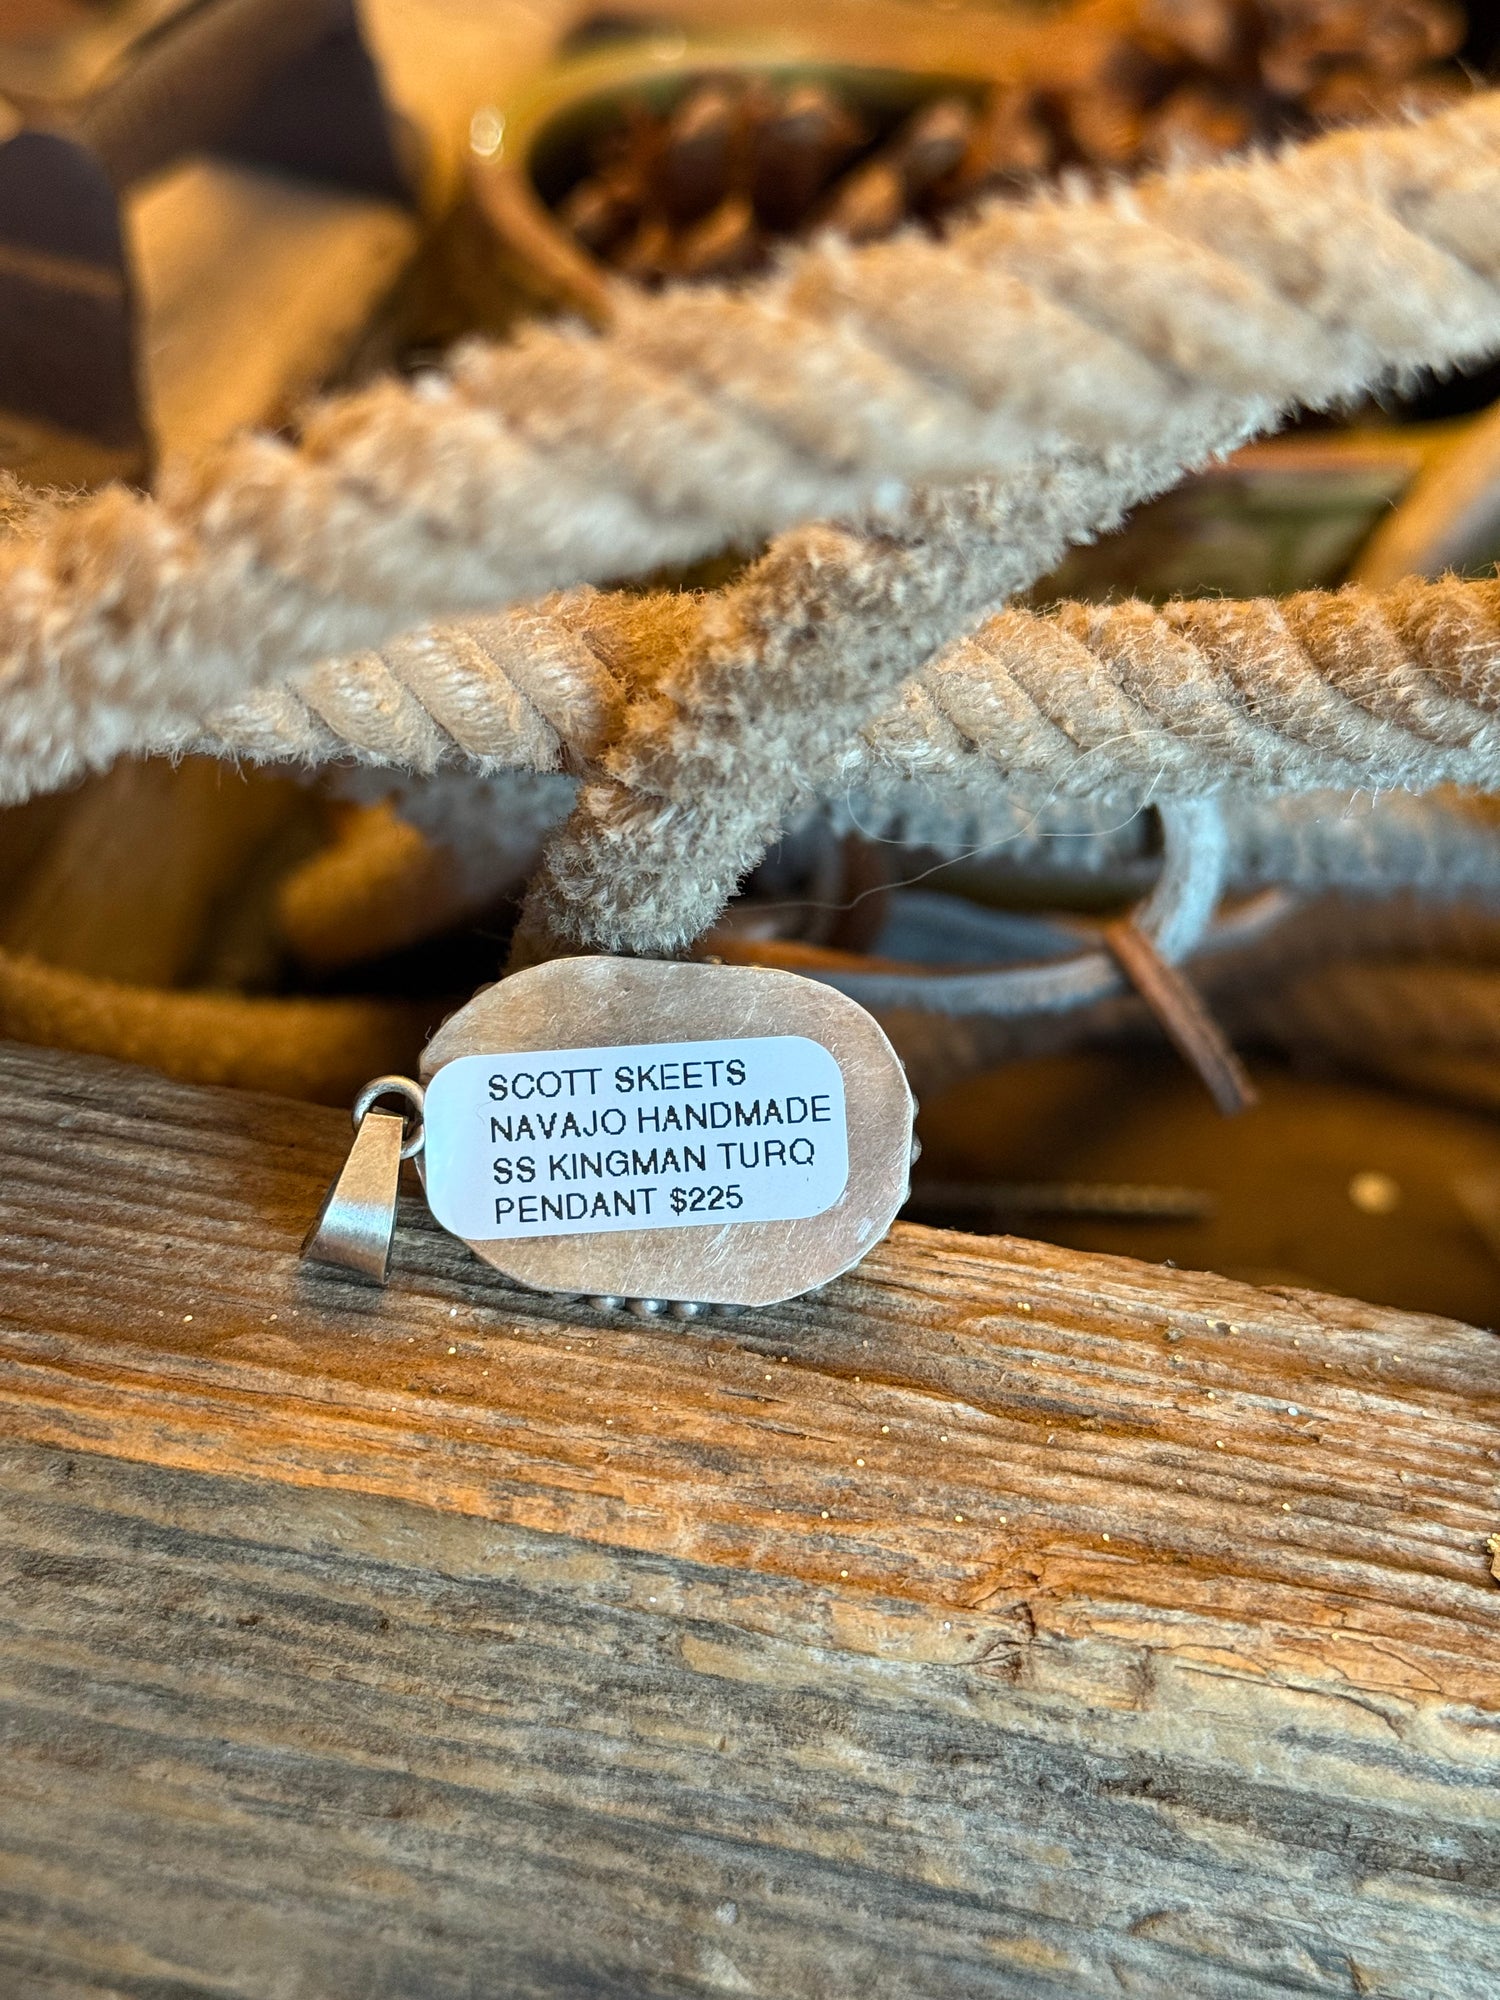 SCOTT SKEETS
NAVAJO HANDMADE
SS KINGMAN TURQ
PENDANT $225